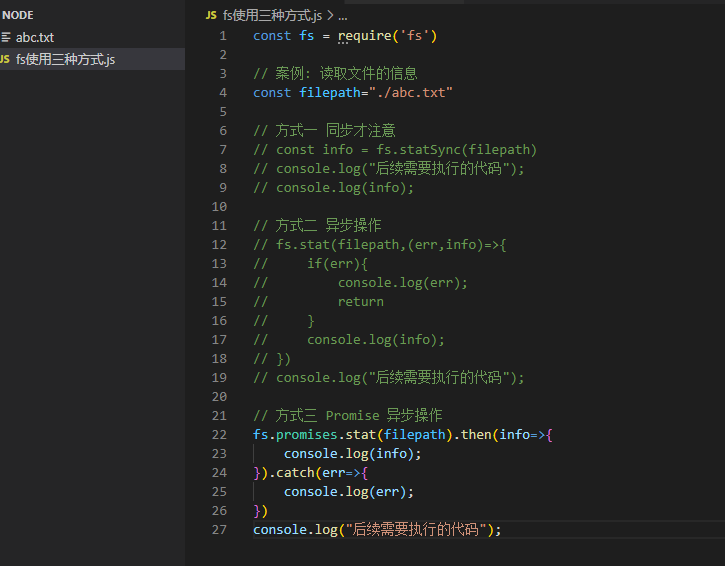 NODE
abc.txt
JS fs使用三种方式.js
JS fs使用三种方式.js > ...
1 const fs = require('fs')
2
3 // 案例: 读取文件的信息
4 const filepath="./abc.txt"
5
6 // 方式一 同步才注意
7 // const info = fs.statSync(filepath)
8 // console.log("后续需要执行的代码");
9 // console.log(info);
10
11 // 方式二 异步操作
12 // fs.stat(filepath,(err,info)=>{
13 //     if(err){
14 //         console.log(err);
15 //         return
16 //     }
17 //     console.log(info);
18 // })
19 // console.log("后续需要执行的代码");
20
21 // 方式三 Promise 异步操作
22 fs.promises.stat(filepath).then(info=>{
23     console.log(info);
24 }).catch(err=>{
25     console.log(err);
26 })
27 console.log("后续需要执行的代码");